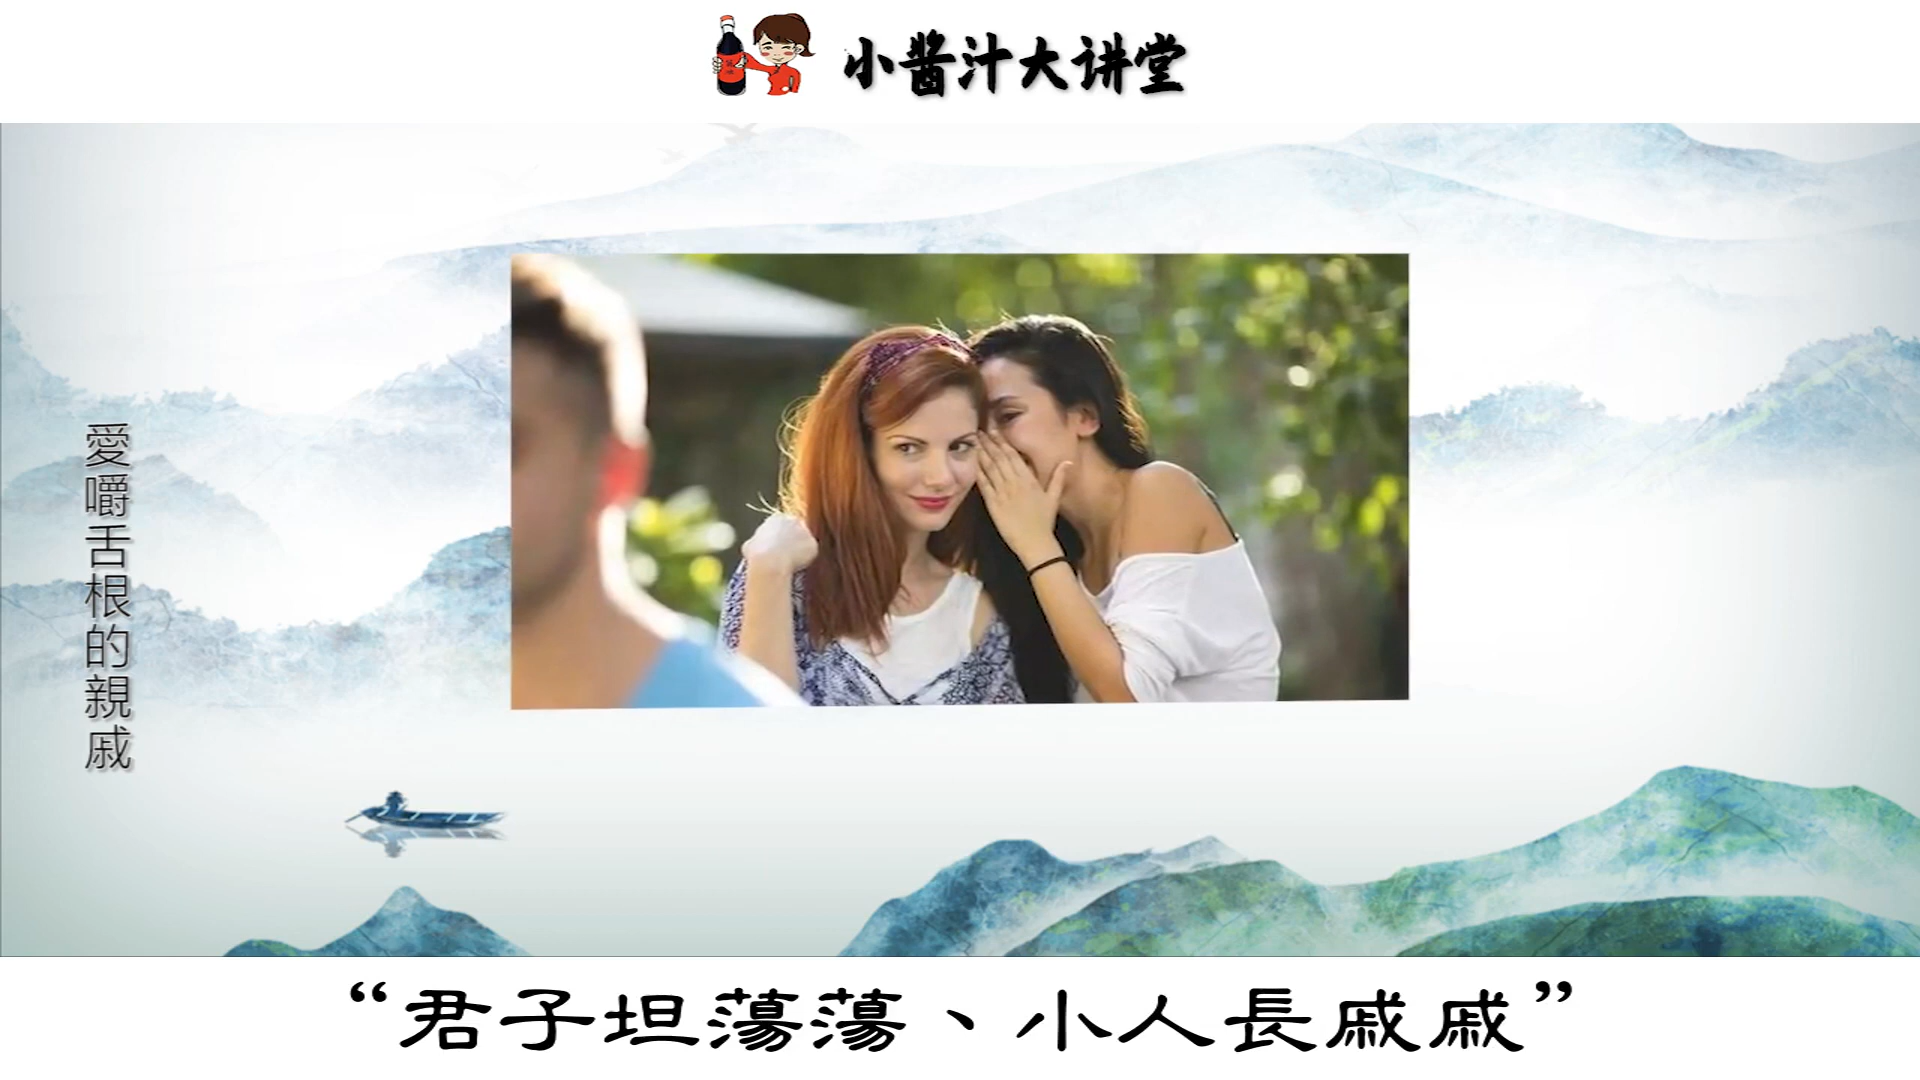 小酱汁大讲堂
愛嚼舌根的親戚
“君子坦蕩蕩、小人長戚戚”